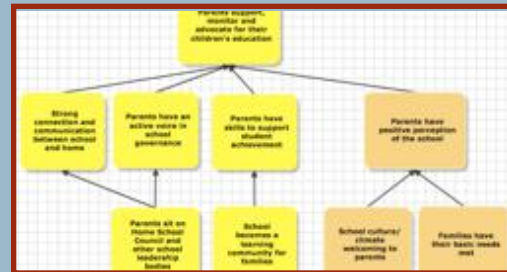 Parents support,
monitor and
advocate for their
children's education
Strong
connection and
communication
between school
and home
Parents have an
active voice in
school
governance
Parents have
skills to support
student
achievement
Parents have
positive perception
of the school
Parents sit on
Home School
Council and
other school
leadership
bodies
School
becomes a
learning
community for
families
School culture/
climate
welcoming to
parents
Families have
their basic needs
met